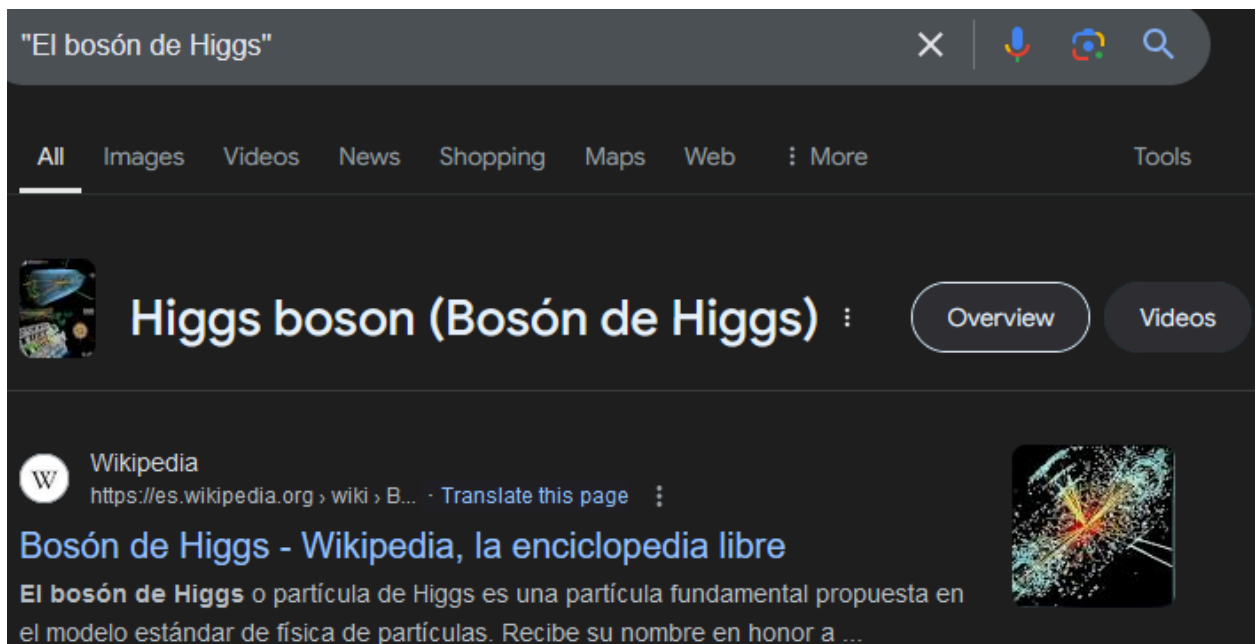 "El bosón de Higgs"
All Images Videos News Shopping Maps Web More Tools
Higgs boson (Bosón de Higgs) Overview Videos
W Wikipedia
https://es.wikipedia.org › wiki › B... · Translate this page
Bosón de Higgs - Wikipedia, la enciclopedia libre
El bosón de Higgs o partícula de Higgs es una partícula fundamental propuesta en
el modelo estándar de física de partículas. Recibe su nombre en honor a ...